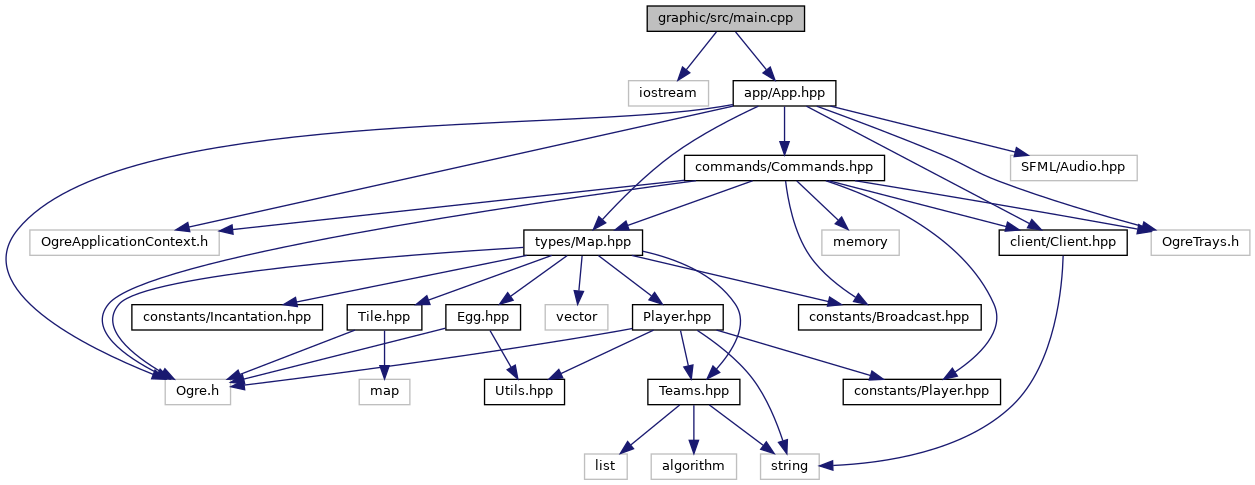 graphic/src/main.cpp
iostream
app/App.hpp
commands/Commands.hpp
SFML/Audio.hpp
OgreApplicationContext.h
types/Map.hpp
memory
client/Client.hpp
OgreTrays.h
constants/Incantation.hpp
Tile.hpp
Egg.hpp
vector
Player.hpp
constants/Broadcast.hpp
Ogre.h
map
Utils.hpp
Teams.hpp
constants/Player.hpp
list
algorithm
string